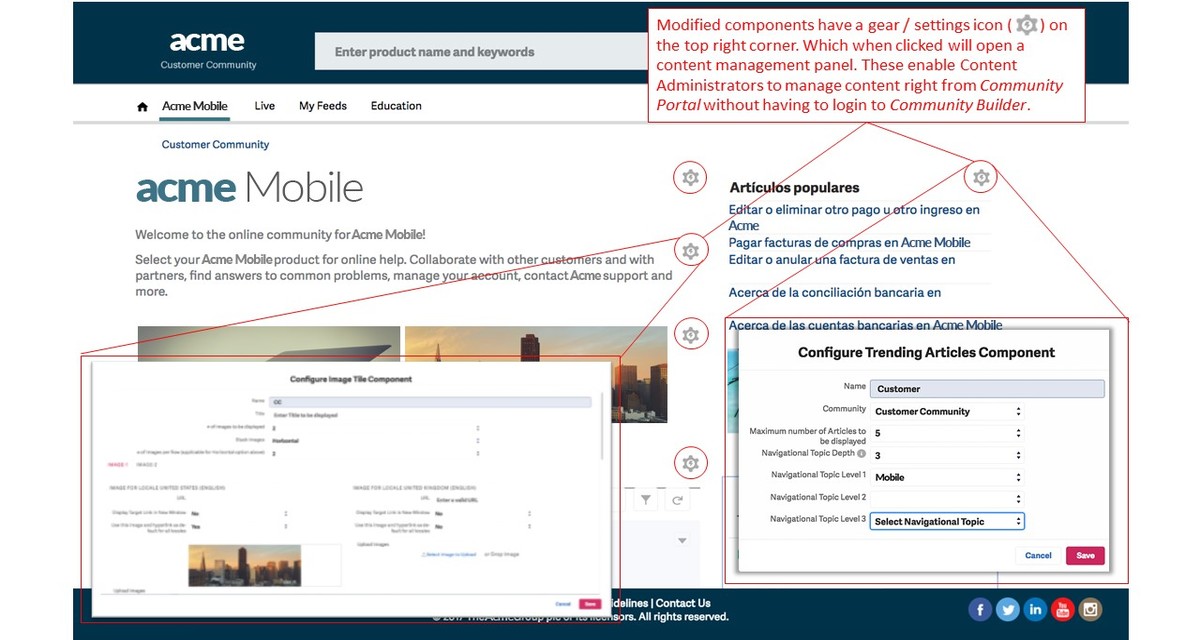 acme
Customer Community
Enter product name and keywords
Modified components have a gear / settings icon ( ) on
the top right corner. Which when clicked will open a
content management panel. These enable Content
Administrators to manage content right from Community
Portal without having to login to Community Builder.
Acme Mobile Live My Feeds Education
Customer Community
acme Mobile
Welcome to the online community for Acme Mobile!
Select your Acme Mobile product for online help. Collaborate with other customers and with
partners, find answers to common problems, manage your account, contact Acme support and
more.
Artículos populares
Editar o eliminar otro pago u otro ingreso en
Acme
Pagar facturas de compras en Acme Mobile
Editar o anular una factura de ventas en
Acerca de la conciliación bancaria en
Acerca de las cuentas bancarias en Acme Mobile
Configure Image Tile Component
Name CC
Title Enter Title to be displayed
# of images to be displayed 2
Stack images Horizontal
# of images per row (applicable for horizontal option above) 2
IMAGE 1 IMAGE 2
IMAGE FOR LOCALE UNITED STATES (ENGLISH) IMAGE FOR LOCALE UNITED KINGDOM (ENGLISH)
URL URL Enter a valid URL
Display Target Link in New Window No Display Target Link in New Window No
Use this image and hyperlink as default for all locales Yes Use this image and hyperlink as default for all locales No
Upload Images Select Image to Upload or Drop Image
Upload Images
Cancel Save
Configure Trending Articles Component
Name Customer
Community Customer Community
Maximum number of Articles to
be displayed 5
Navigational Topic Depth 3
Navigational Topic Level 1 Mobile
Navigational Topic Level 2
Navigational Topic Level 3 Select Navigational Topic
Cancel Save
idelines | Contact Us
© 2017 TheAcmeGroup plc or its licensors. All rights reserved.